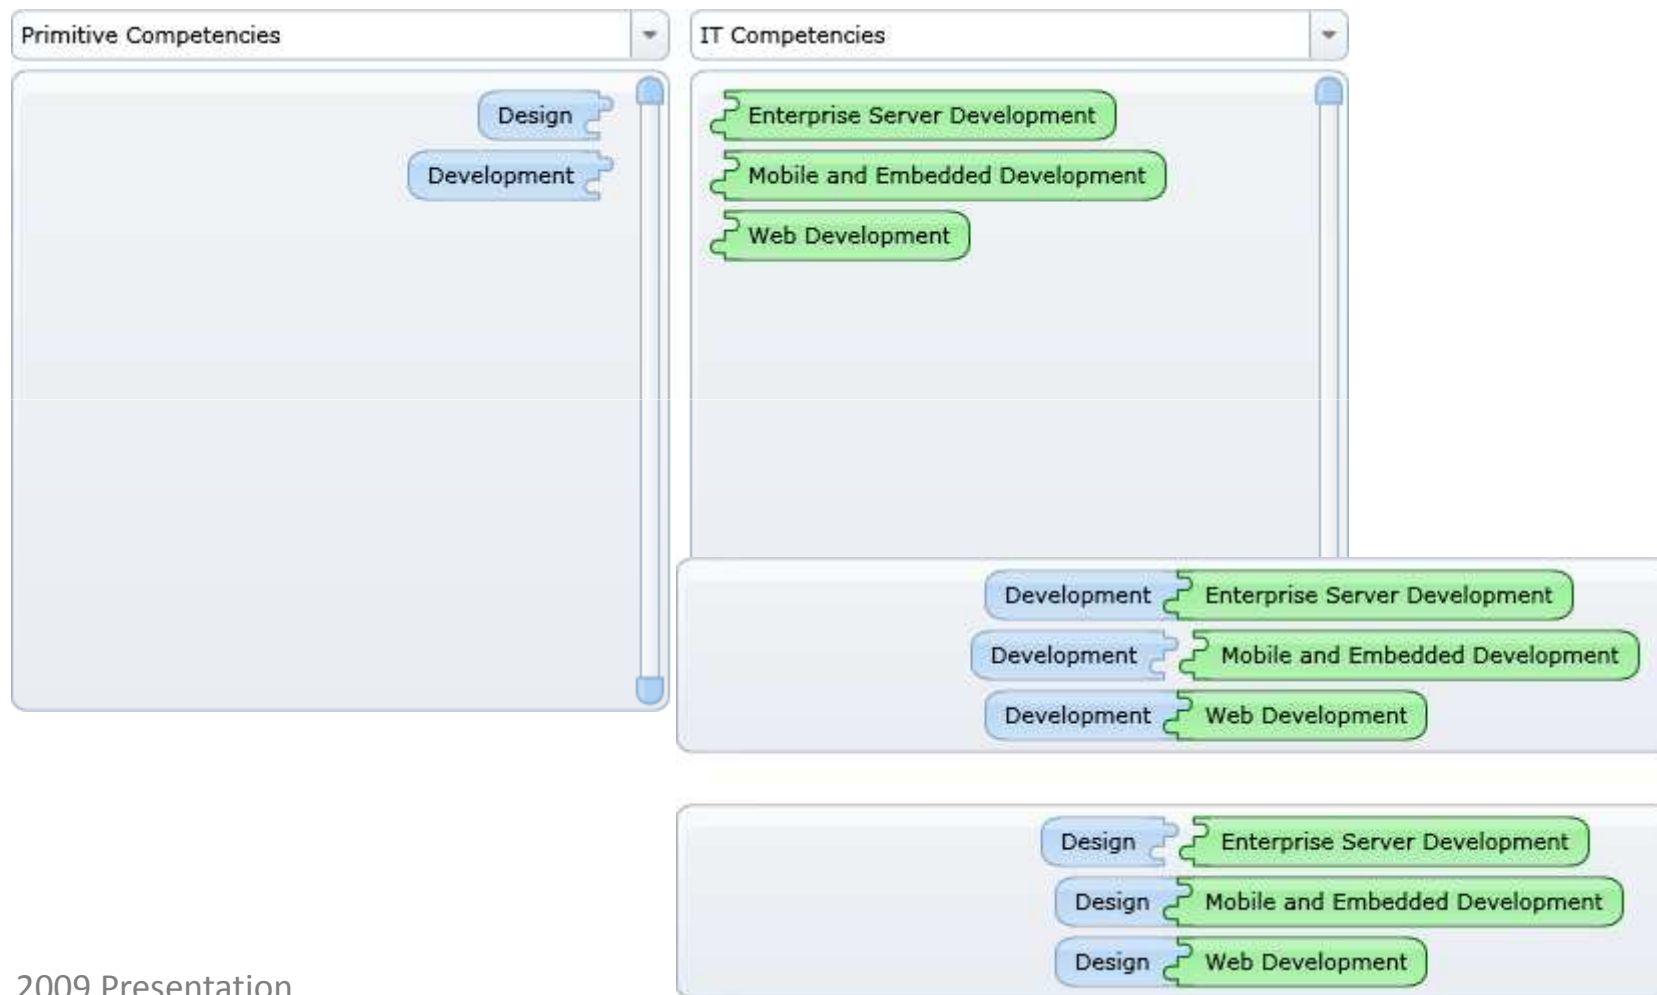 Primitive Competencies
IT Competencies
Design
Development
Enterprise Server Development
Mobile and Embedded Development
Web Development
Development Enterprise Server Development
Development Mobile and Embedded Development
Development Web Development
Design Enterprise Server Development
Design Mobile and Embedded Development
Design Web Development
2009 Presentation